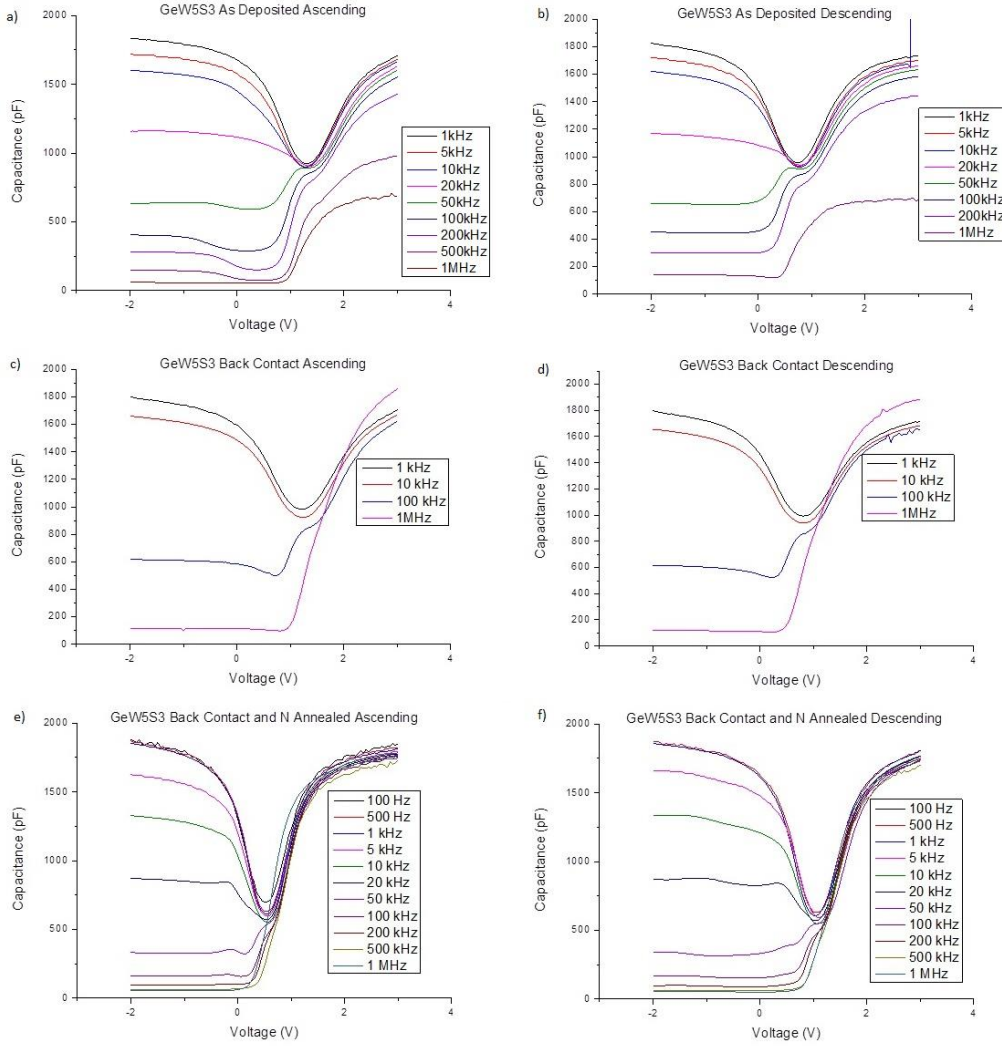 a)
GeW5S3 As Deposited Ascending
2000
1500
1000
500
0
-2
0
2
4
Capacitance (pF)
Voltage (V)
1kHz
5kHz
10kHz
20kHz
50kHz
100kHz
200kHz
500kHz
1MHz
b)
GeW5S3 As Deposited Descending
2000
1800
1600
1400
1200
1000
800
600
400
200
0
-2
0
2
4
Capacitance (pF)
Voltage (V)
1kHz
5kHz
10kHz
20kHz
50kHz
100kHz
200kHz
1MHz
c)
GeW5S3 Back Contact Ascending
2000
1800
1600
1400
1200
1000
800
600
400
200
0
-2
0
2
4
Capacitance (pF)
Voltage (V)
1 kHz
10 kHz
100 kHz
1MHz
d)
GeW5S3 Back Contact Descending
2000
1800
1600
1400
1200
1000
800
600
400
200
0
-2
0
2
4
Capacitance (pF)
Voltage (V)
1 kHz
10 kHz
100 kHz
1MHz
e)
GeW5S3 Back Contact and N Annealed Ascending
2000
1500
1000
500
0
-2
0
2
4
Capacitance (pF)
Voltage (V)
100 Hz
500 Hz
1 kHz
5 kHz
10 kHz
20 kHz
50 kHz
100 kHz
200 kHz
500 kHz
1 MHz
f)
GeW5S3 Back Contact and N Annealed Descending
2000
1500
1000
500
0
-2
0
2
4
Capacitance (pF)
Voltage (V)
100 Hz
500 Hz
1 kHz
5 kHz
10 kHz
20 kHz
50 kHz
100 kHz
200 kHz
500 kHz
1 MHz